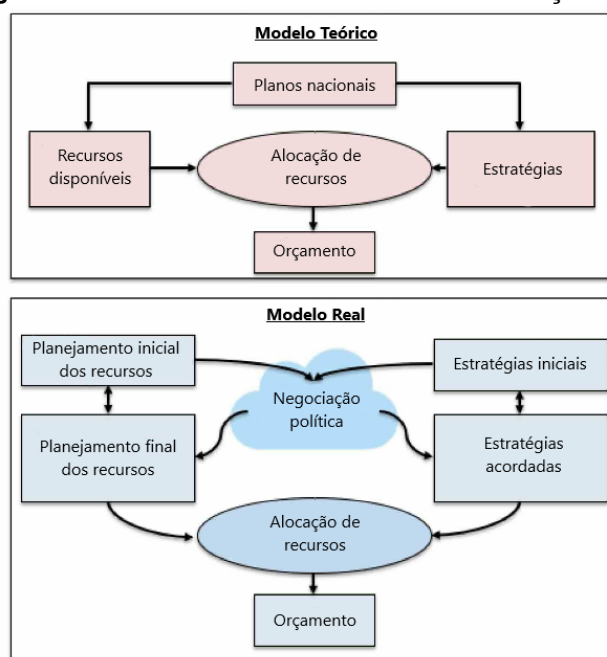 Modelo Teórico
Planos nacionais
Recursos
disponíveis
Alocação de
recursos
Estratégias
Orçamento
Modelo Real
Planejamento inicial
dos recursos
Estratégias iniciais
Negociação
política
Planejamento final
dos recursos
Estratégias
acordadas
Alocação de
recursos
Orçamento